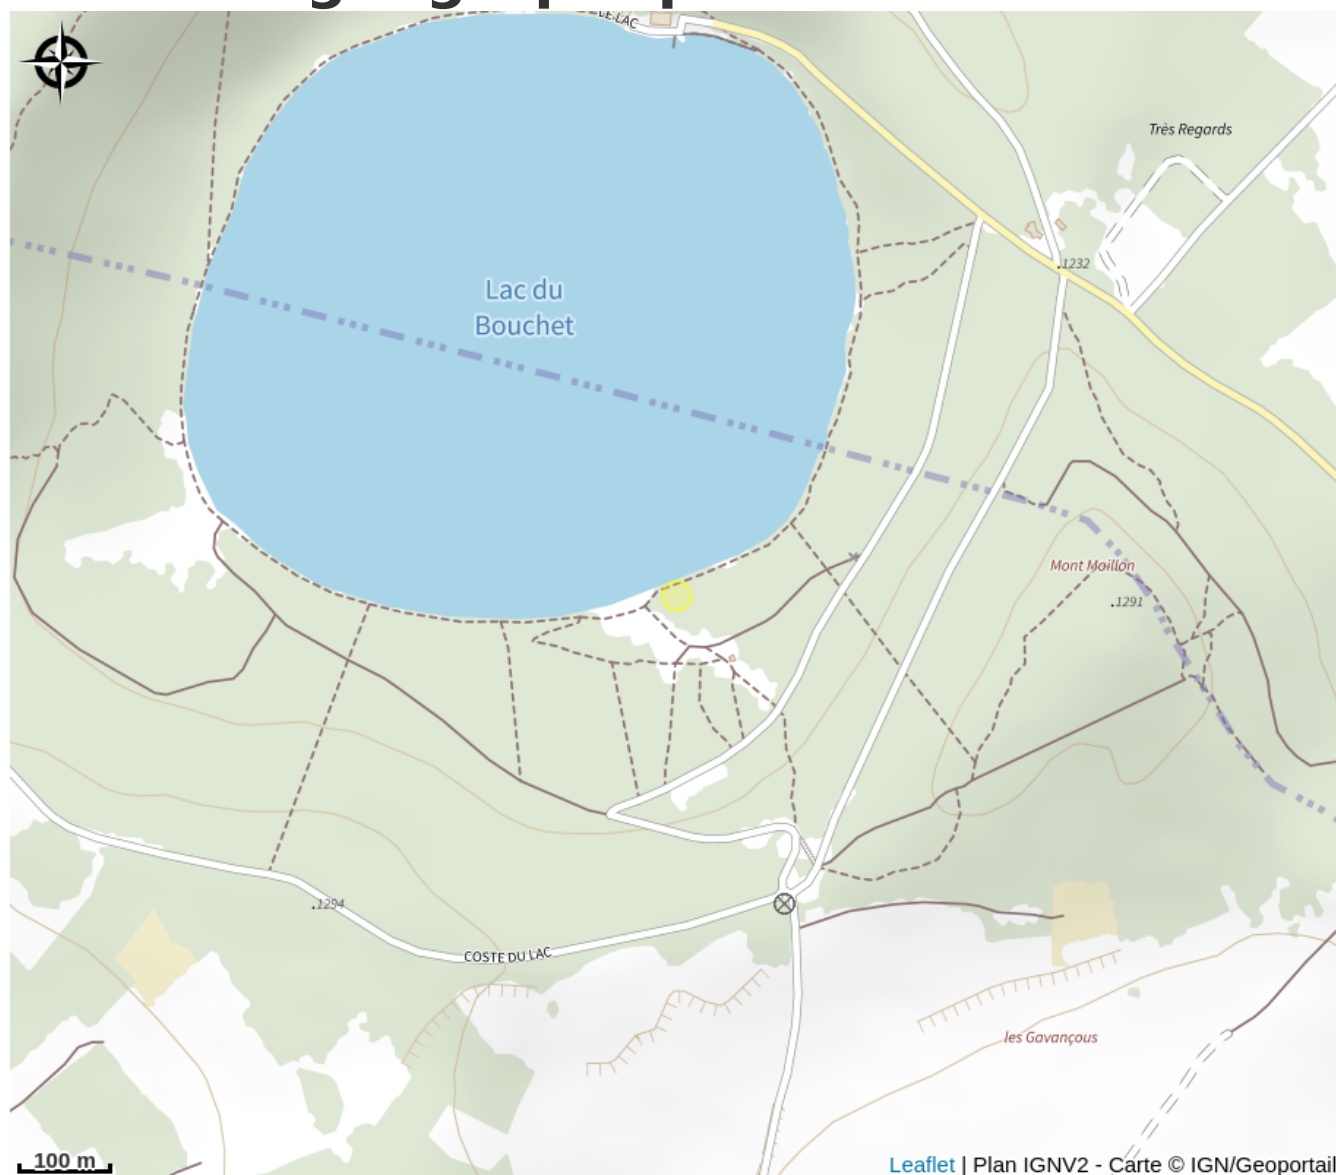 LE LAC
Très Regards
.1232
Lac du
Bouchet
Mont Moillon
.1291
.1294
COSTE DU LAC
les Gavançous
100 m
Leaflet | Plan IGNV2 - Carte © IGN/Geoportail